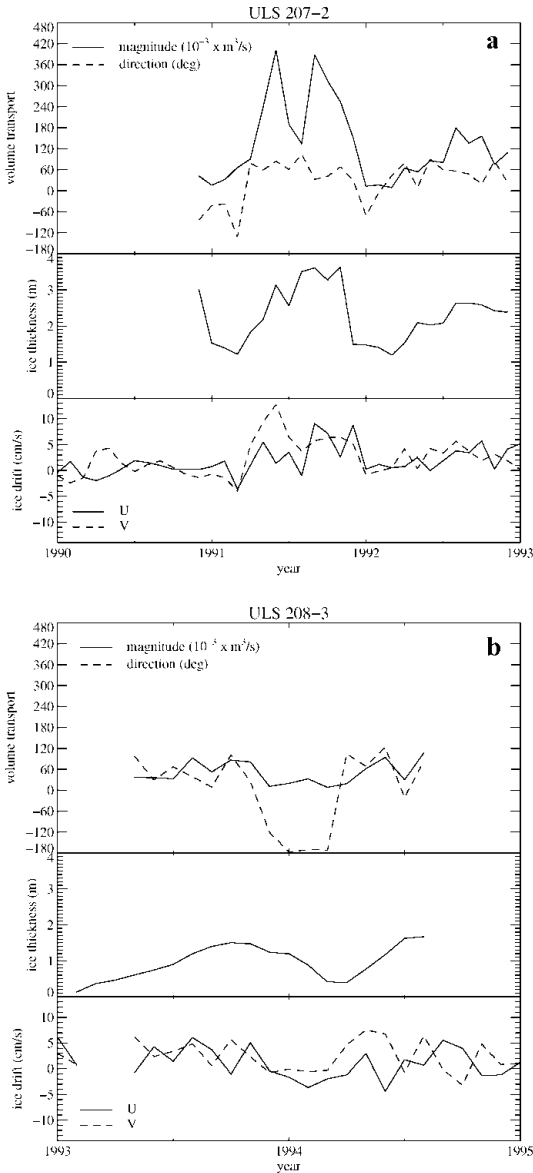 ULS 207-2
480
420
360
300
240
180
120
60
0
-60
-120
-180
volume transport
magnitude (10⁻³ x m³/s)
direction (deg)
a
4
3
2
1
0
ice thickness (m)
10
5
0
-5
-10
ice drift (cm/s)
U
V
1990
1991
1992
1993
year
ULS 208-3
480
420
360
300
240
180
120
60
0
-60
-120
-180
volume transport
magnitude (10⁻³ x m³/s)
direction (deg)
b
4
3
2
1
0
ice thickness (m)
10
5
0
-5
-10
ice drift (cm/s)
U
V
1993
1994
1995
year